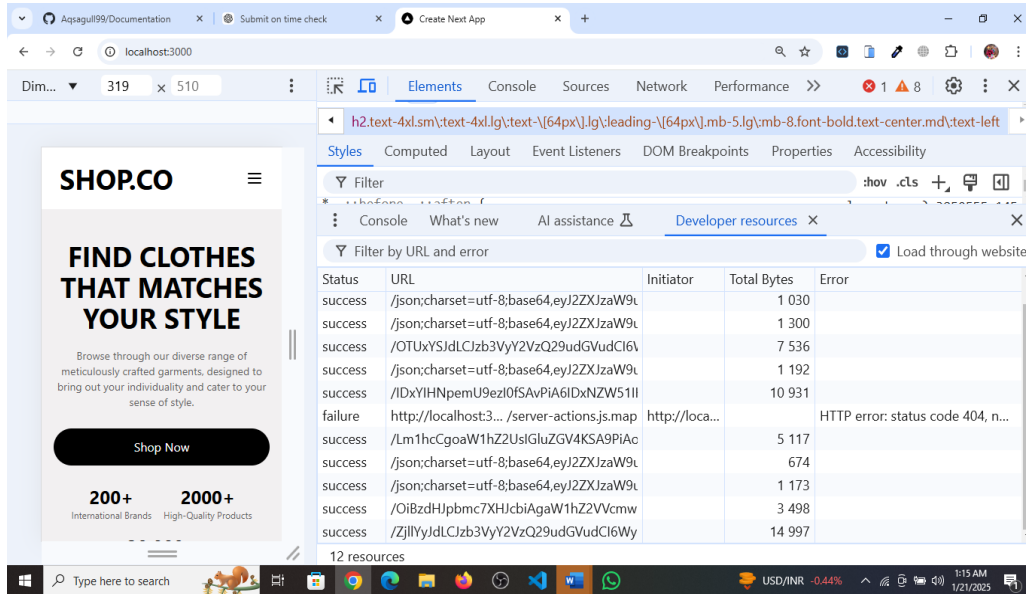 Aqsagull99/Documentation
Submit on time check
Create Next App
localhost:3000
Dim... 319 × 510
Elements Console Sources Network Performance 1 8
h2.text-4xl.sm\:text-4xl.lg\:text-\[64px\].lg\:leading-\[64px\].mb-5.lg\:mb-8.font-bold.text-center.md\:text-left
Styles Computed Layout Event Listeners DOM Breakpoints Properties Accessibility
Filter :hov .cls
Console What's new AI assistance Developer resources
Filter by URL and error Load through website
Status URL Initiator Total Bytes Error
success /json;charset=utf-8;base64,eyJ2ZXJzaW9u 1 030
success /json;charset=utf-8;base64,eyJ2ZXJzaW9u 1 300
success /OTUxYSJdLCJzb3VyY2VzQ29udGVudCI6W 7 536
success /json;charset=utf-8;base64,eyJ2ZXJzaW9u 1 192
success /IDxYIHNpemU9ezI0fSAvPiA6IDxNZW51II 10 931
failure http://localhost:3... /server-actions.js.map http://loca... HTTP error: status code 404, n...
success /Lm1hcCgoaW1hZ2UsIGluZGV4KSA9PiAo 5 117
success /json;charset=utf-8;base64,eyJ2ZXJzaW9u 674
success /json;charset=utf-8;base64,eyJ2ZXJzaW9u 1 173
success /OiBzdHJpbmc7XHJcbiAgaW1hZ2VVcmw 3 498
success /ZjllYyJdLCJzb3VyY2VzQ29udGVudCI6Wy 14 997
12 resources
SHOP.CO
FIND CLOTHES
THAT MATCHES
YOUR STYLE
Browse through our diverse range of
meticulously crafted garments, designed to
bring out your individuality and cater to your
sense of style.
Shop Now
200+ 2000+
International Brands High-Quality Products
Type here to search
USD/INR -0.44%
1:15 AM
1/21/2025